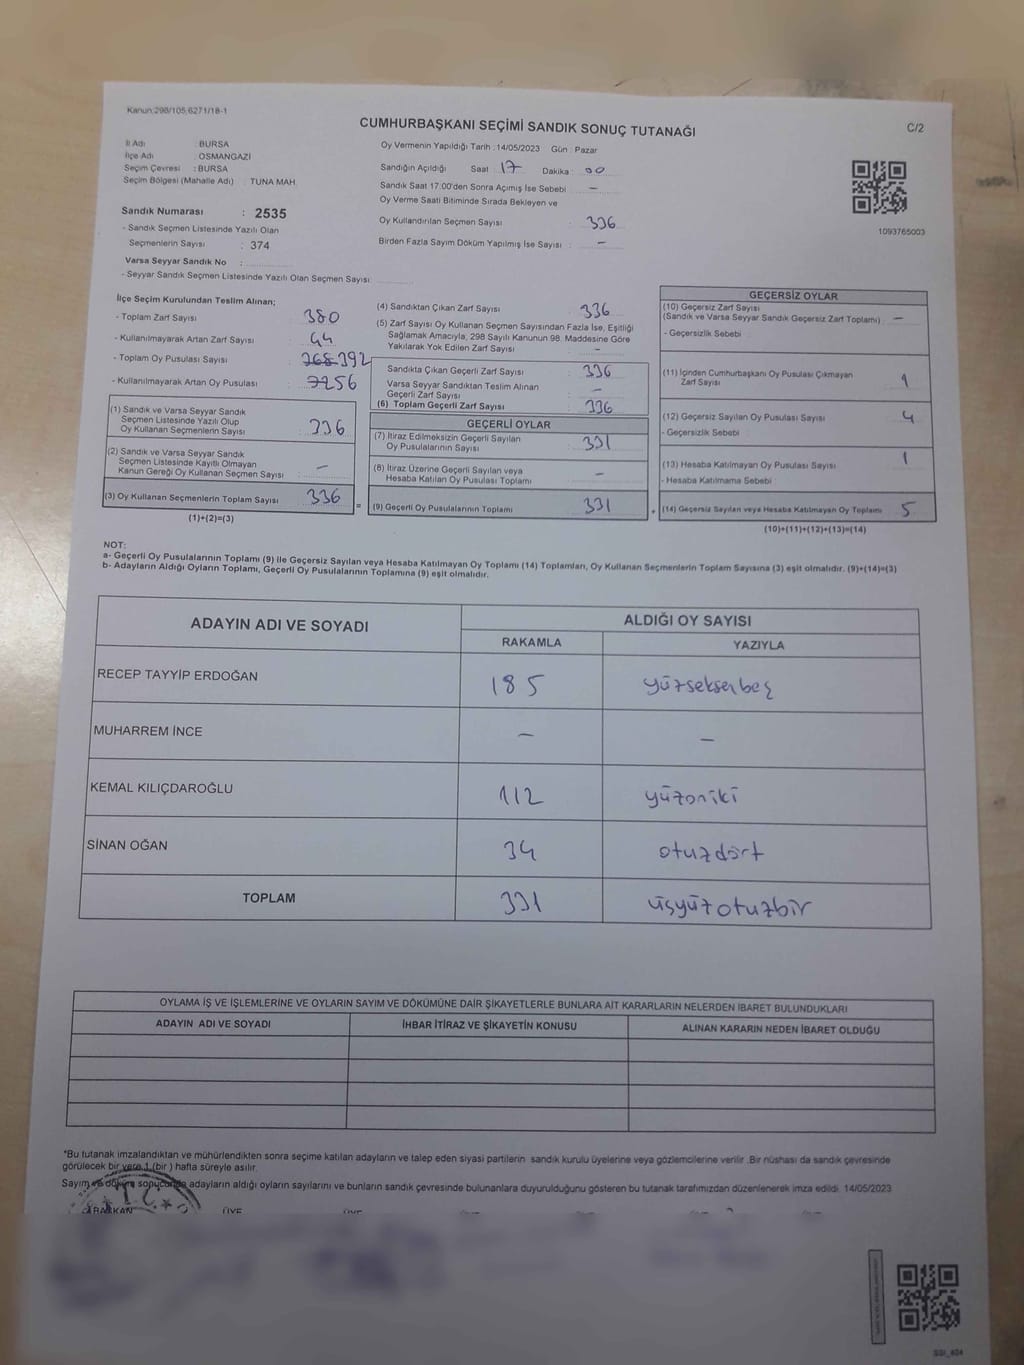 Kanun:298/105,6271/18-1
CUMHURBAŞKANI SEÇİMİ SANDIK SONUÇ TUTANAĞI
C/2
İl Adı : BURSA
İlçe Adı : OSMANGAZİ
Seçim Çevresi : BURSA
Seçim Bölgesi (Mahalle Adı) : TUNA MAH.
Oy Vermenin Yapıldığı Tarih : 14/05/2023 Gün : Pazar
Sandığın Açıldığı Saat 17 Dakika : 00
Sandık Saat 17:00'den Sonra Açımış İse Sebebi : –
Oy Verme Saati Bitiminde Sırada Bekleyen ve
Oy Kullandırılan Seçmen Sayısı : 336
Birden Fazla Sayım Döküm Yapılmış İse Sayısı : –
1093765003
Sandık Numarası : 2535
- Sandık Seçmen Listesinde Yazılı Olan
Seçmenlerin Sayısı : 374
Varsa Seyyar Sandık No :
- Seyyar Sandık Seçmen Listesinde Yazılı Olan Seçmen Sayısı:
İlçe Seçim Kurulundan Teslim Alınan;
- Toplam Zarf Sayısı : 380
- Kullanılmayarak Artan Zarf Sayısı : 44
- Toplam Oy Pusulası Sayısı : 768 392
- Kullanılmayarak Artan Oy Pusulası : 56
(1) Sandık ve Varsa Seyyar Sandık
Seçmen Listesinde Yazılı Olup
Oy Kullanan Seçmenlerin Sayısı : 336
(2) Sandık ve Varsa Seyyar Sandık
Seçmen Listesinde Kayıtlı Olmayan
Kanun Gereği Oy Kullanan Seçmen Sayısı : –
(3) Oy Kullanan Seçmenlerin Toplam Sayısı : 336
(1)+(2)=(3)
(4) Sandıktan Çıkan Zarf Sayısı : 336
(5) Zarf Sayısı Oy Kullanan Seçmen Sayısından Fazla İse, Eşitliği
Sağlamak Amacıyla, 298 Sayılı Kanunun 98. Maddesine Göre
Yakılarak Yok Edilen Zarf Sayısı : –
Sandıkta Çıkan Geçerli Zarf Sayısı : 336
Varsa Seyyar Sandıktan Teslim Alınan
Geçerli Zarf Sayısı : –
(6) Toplam Geçerli Zarf Sayısı : 336
GEÇERLİ OYLAR
(7) İtiraz Edilmeksizin Geçerli Sayılan
Oy Pusulalarının Sayısı : 331
(8) İtiraz Üzerine Geçerli Sayılan veya
Hesaba Katılan Oy Pusulası Toplamı : –
(9) Geçerli Oy Pusulalarının Toplamı : 331
GEÇERSİZ OYLAR
(10) Geçersiz Zarf Sayısı
(Sandık ve Varsa Seyyar Sandık Geçersiz Zarf Toplamı) : –
- Geçersizlik Sebebi :
(11) İçinden Cumhurbaşkanı Oy Pusulası Çıkmayan
Zarf Sayısı : 1
(12) Geçersiz Sayılan Oy Pusulası Sayısı : 4
- Geçersizlik Sebebi :
(13) Hesaba Katılmayan Oy Pusulası Sayısı : 1
- Hesaba Katılmama Sebebi :
(14) Geçersiz Sayılan veya Hesaba Katılmayan Oy Toplamı : 5
(10)+(11)+(12)+(13)=(14)
NOT:
a- Geçerli Oy Pusulalarının Toplamı (9) ile Geçersiz Sayılan veya Hesaba Katılmayan Oy Toplamı (14) Toplamları, Oy Kullanan Seçmenlerin Toplam Sayısına (3) eşit olmalıdır. (9)+(14)=(3)
b- Adayların Aldığı Oyların Toplamı, Geçerli Oy Pusulalarının Toplamına (9) eşit olmalıdır.
ADAYIN ADI VE SOYADI
ALDIĞI OY SAYISI
RAKAMLA YAZIYLA
RECEP TAYYİP ERDOĞAN 185 yüzseksenbeş
MUHARREM İNCE – –
KEMAL KILIÇDAROĞLU 112 yüzoniki
SİNAN OĞAN 34 otuzdört
TOPLAM 331 üçyüzotuzbir
OYLAMA İŞ VE İŞLEMLERİNE VE OYLARIN SAYIM VE DÖKÜMÜNE DAİR ŞİKAYETLERLE BUNLARA AİT KARARLARIN NELERDEN İBARET BULUNDUKLARI
ADAYIN ADI VE SOYADI İHBAR İTİRAZ VE ŞİKAYETİN KONUSU ALINAN KARARIN NEDEN İBARET OLDUĞU
*Bu tutanak imzalandıktan ve mühürlendikten sonra seçime katılan adayların ve talep eden siyasi partilerin sandık kurulu üyelerine veya gözlemcilerine verilir. Bir nüshası da sandık çevresinde
görülecek bir yere 1 (bir) hafta süreyle asılır.
Sayım ve döküm sonucunda adayların aldığı oyların sayılarını ve bunların sandık çevresinde bulunanlara duyurulduğunu gösteren bu tutanak tarafımızdan düzenlenerek imza edildi. 14/05/2023
T.C.
BAŞKAN ÜYE ÜYE